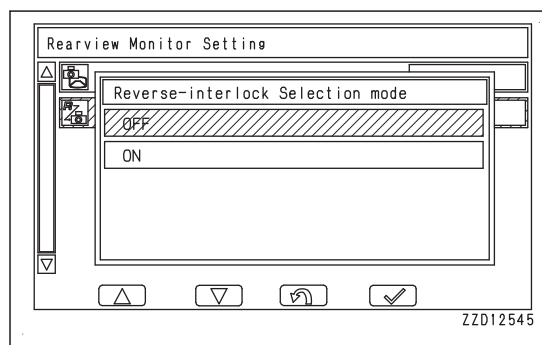 Rearview Monitor Setting
Reverse-interlock Selection mode
OFF
ON
ZZD12545